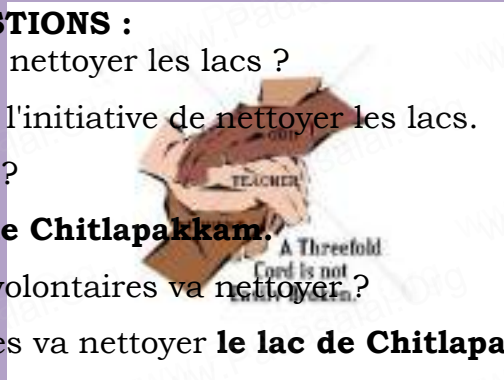 STIONS :
nettoyer les lacs ?
l'initiative de nettoyer les lacs.
?
e Chitlapakkam.
volontaires va nettoyer ?
es va nettoyer le lac de Chitlapa
TEACHER
A Threefold
Cord is not